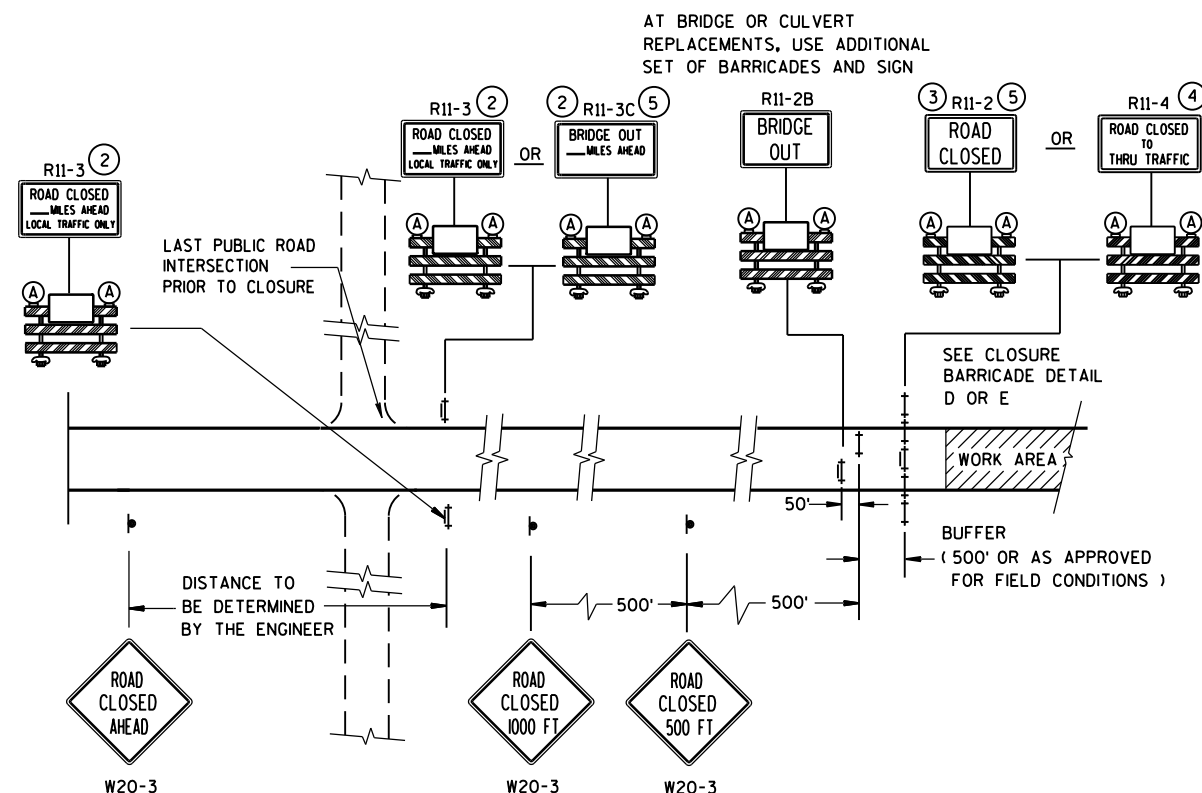 AT BRIDGE OR CULVERT
REPLACEMENTS, USE ADDITIONAL
SET OF BARRICADES AND SIGN
R11-3 2
ROAD CLOSED
___MILES AHEAD
LOCAL TRAFFIC ONLY
A A
R11-3 2
ROAD CLOSED
___MILES AHEAD
LOCAL TRAFFIC ONLY
A A
OR
2 R11-3C 5
BRIDGE OUT
___MILES AHEAD
A A
R11-2B
BRIDGE
OUT
A A
3 R11-2 5
ROAD
CLOSED
A A
OR
R11-4 4
ROAD CLOSED
TO
THRU TRAFFIC
A A
LAST PUBLIC ROAD
INTERSECTION
PRIOR TO CLOSURE
SEE CLOSURE
BARRICADE DETAIL
D OR E
WORK AREA
50'
BUFFER
(500' OR AS APPROVED
FOR FIELD CONDITIONS )
DISTANCE TO
BE DETERMINED
BY THE ENGINEER
500'
500'
ROAD
CLOSED
AHEAD
W20-3
ROAD
CLOSED
1000 FT
W20-3
ROAD
CLOSED
500 FT
W20-3